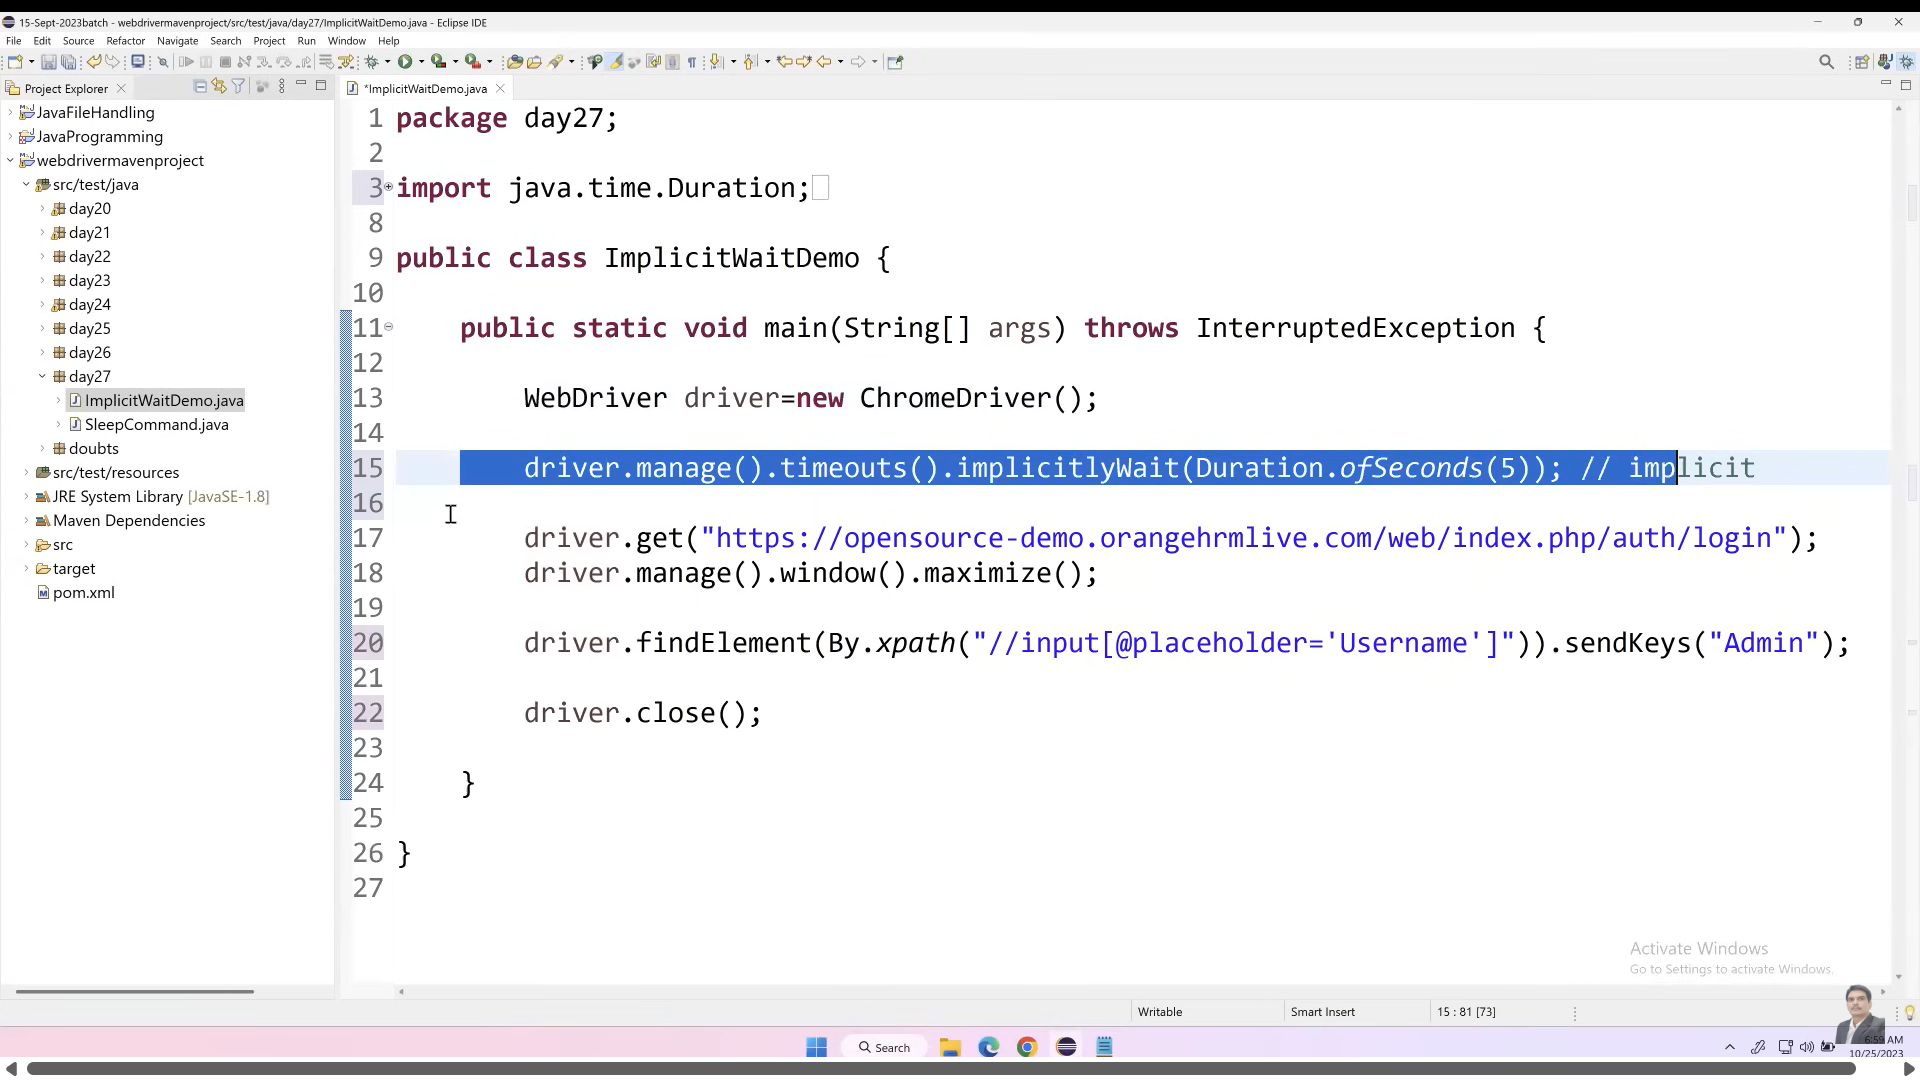 15-Sept-2023batch - webdrivermavenproject/src/test/java/day27/ImplicitWaitDemo.java - Eclipse IDE
File Edit Source Refactor Navigate Search Project Run Window Help
Project Explorer
*ImplicitWaitDemo.java
JavaFileHandling
JavaProgramming
webdrivermavenproject
src/test/java
day20
day21
day22
day23
day24
day25
day26
day27
ImplicitWaitDemo.java
SleepCommand.java
doubts
src/test/resources
JRE System Library [JavaSE-1.8]
Maven Dependencies
src
target
pom.xml
1 package day27;
2
3 import java.time.Duration;
8
9 public class ImplicitWaitDemo {
10
11 public static void main(String[] args) throws InterruptedException {
12
13 WebDriver driver=new ChromeDriver();
14
15 driver.manage().timeouts().implicitlyWait(Duration.ofSeconds(5)); // implicit
16
17 driver.get("https://opensource-demo.orangehrmlive.com/web/index.php/auth/login");
18 driver.manage().window().maximize();
19
20 driver.findElement(By.xpath("//input[@placeholder='Username']")).sendKeys("Admin");
21
22 driver.close();
23
24 }
25
26 }
27
Activate Windows
Go to Settings to activate Windows.
Writable Smart Insert 15 : 81 [73]
Search
6:59 AM
10/25/2023